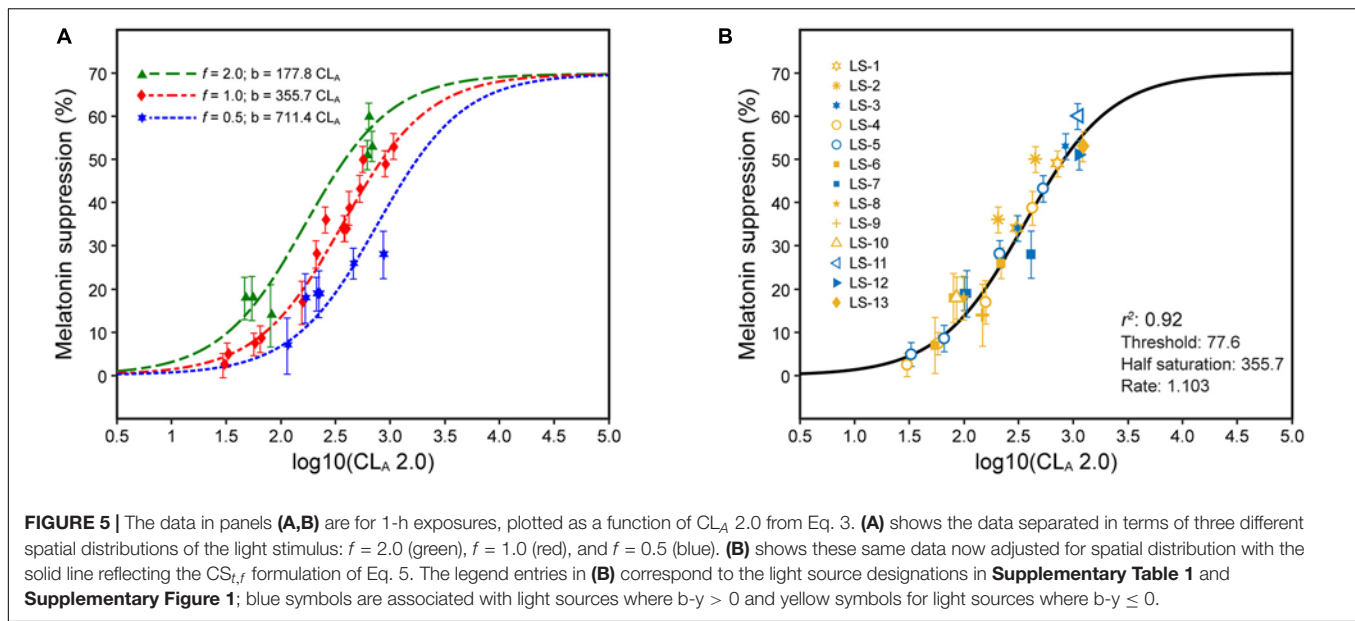 A
f = 2.0; b = 177.8 CLA
f = 1.0; b = 355.7 CLA
f = 0.5; b = 711.4 CLA
Melatonin suppression (%)
70
60
50
40
30
20
10
0
0.5 1 1.5 2.0 2.5 3.0 3.5 4.0 4.5 5.0
log10(CLA 2.0)
B
LS-1
LS-2
LS-3
LS-4
LS-5
LS-6
LS-7
LS-8
LS-9
LS-10
LS-11
LS-12
LS-13
Melatonin suppression (%)
70
60
50
40
30
20
10
0
r²: 0.92
Threshold: 77.6
Half saturation: 355.7
Rate: 1.103
0.5 1.0 1.5 2.0 2.5 3.0 3.5 4.0 4.5 5.0
log10(CLA 2.0)
FIGURE 5 | The data in panels (A,B) are for 1-h exposures, plotted as a function of CLA 2.0 from Eq. 3. (A) shows the data separated in terms of three different
spatial distributions of the light stimulus: f = 2.0 (green), f = 1.0 (red), and f = 0.5 (blue). (B) shows these same data now adjusted for spatial distribution with the
solid line reflecting the CSt,f formulation of Eq. 5. The legend entries in (B) correspond to the light source designations in Supplementary Table 1 and
Supplementary Figure 1; blue symbols are associated with light sources where b-y > 0 and yellow symbols for light sources where b-y ≤ 0.